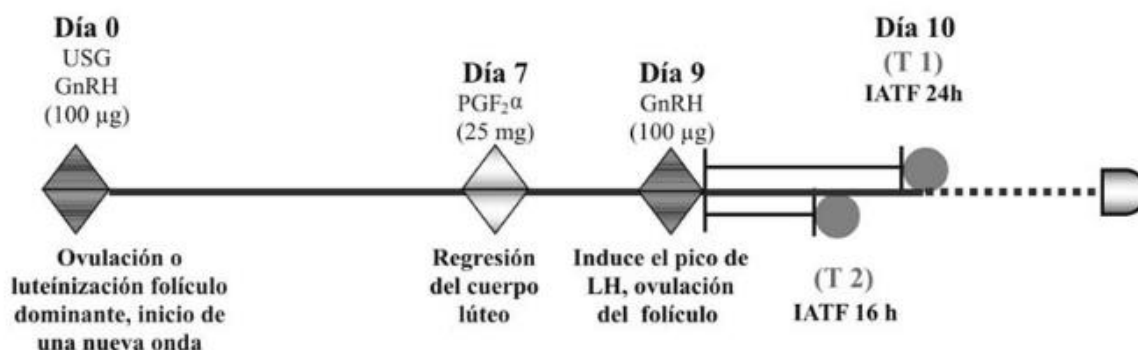 Día 0
USG
GnRH
(100 µg)
Día 7
PGF₂α
(25 mg)
Día 9
GnRH
(100 µg)
Día 10
(T 1)
IATF 24h
Ovulación o
luteínización folículo
dominante, inicio de
una nueva onda
Regresión
del cuerpo
lúteo
Induce el pico de
LH, ovulación
del folículo
(T 2)
IATF 16 h